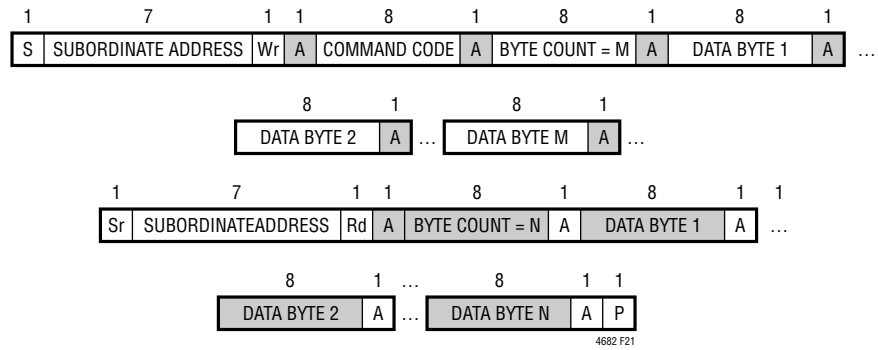 1 7 1 1 8 1 8 1 8 1
S SUBORDINATE ADDRESS Wr A COMMAND CODE A BYTE COUNT = M A DATA BYTE 1 A …
8 1 8 1
DATA BYTE 2 A … DATA BYTE M A …
1 7 1 1 8 1 8 1 1
Sr SUBORDINATEADDRESS Rd A BYTE COUNT = N A DATA BYTE 1 A …
8 1 … 8 1 1
DATA BYTE 2 A … DATA BYTE N A P
4682 F21